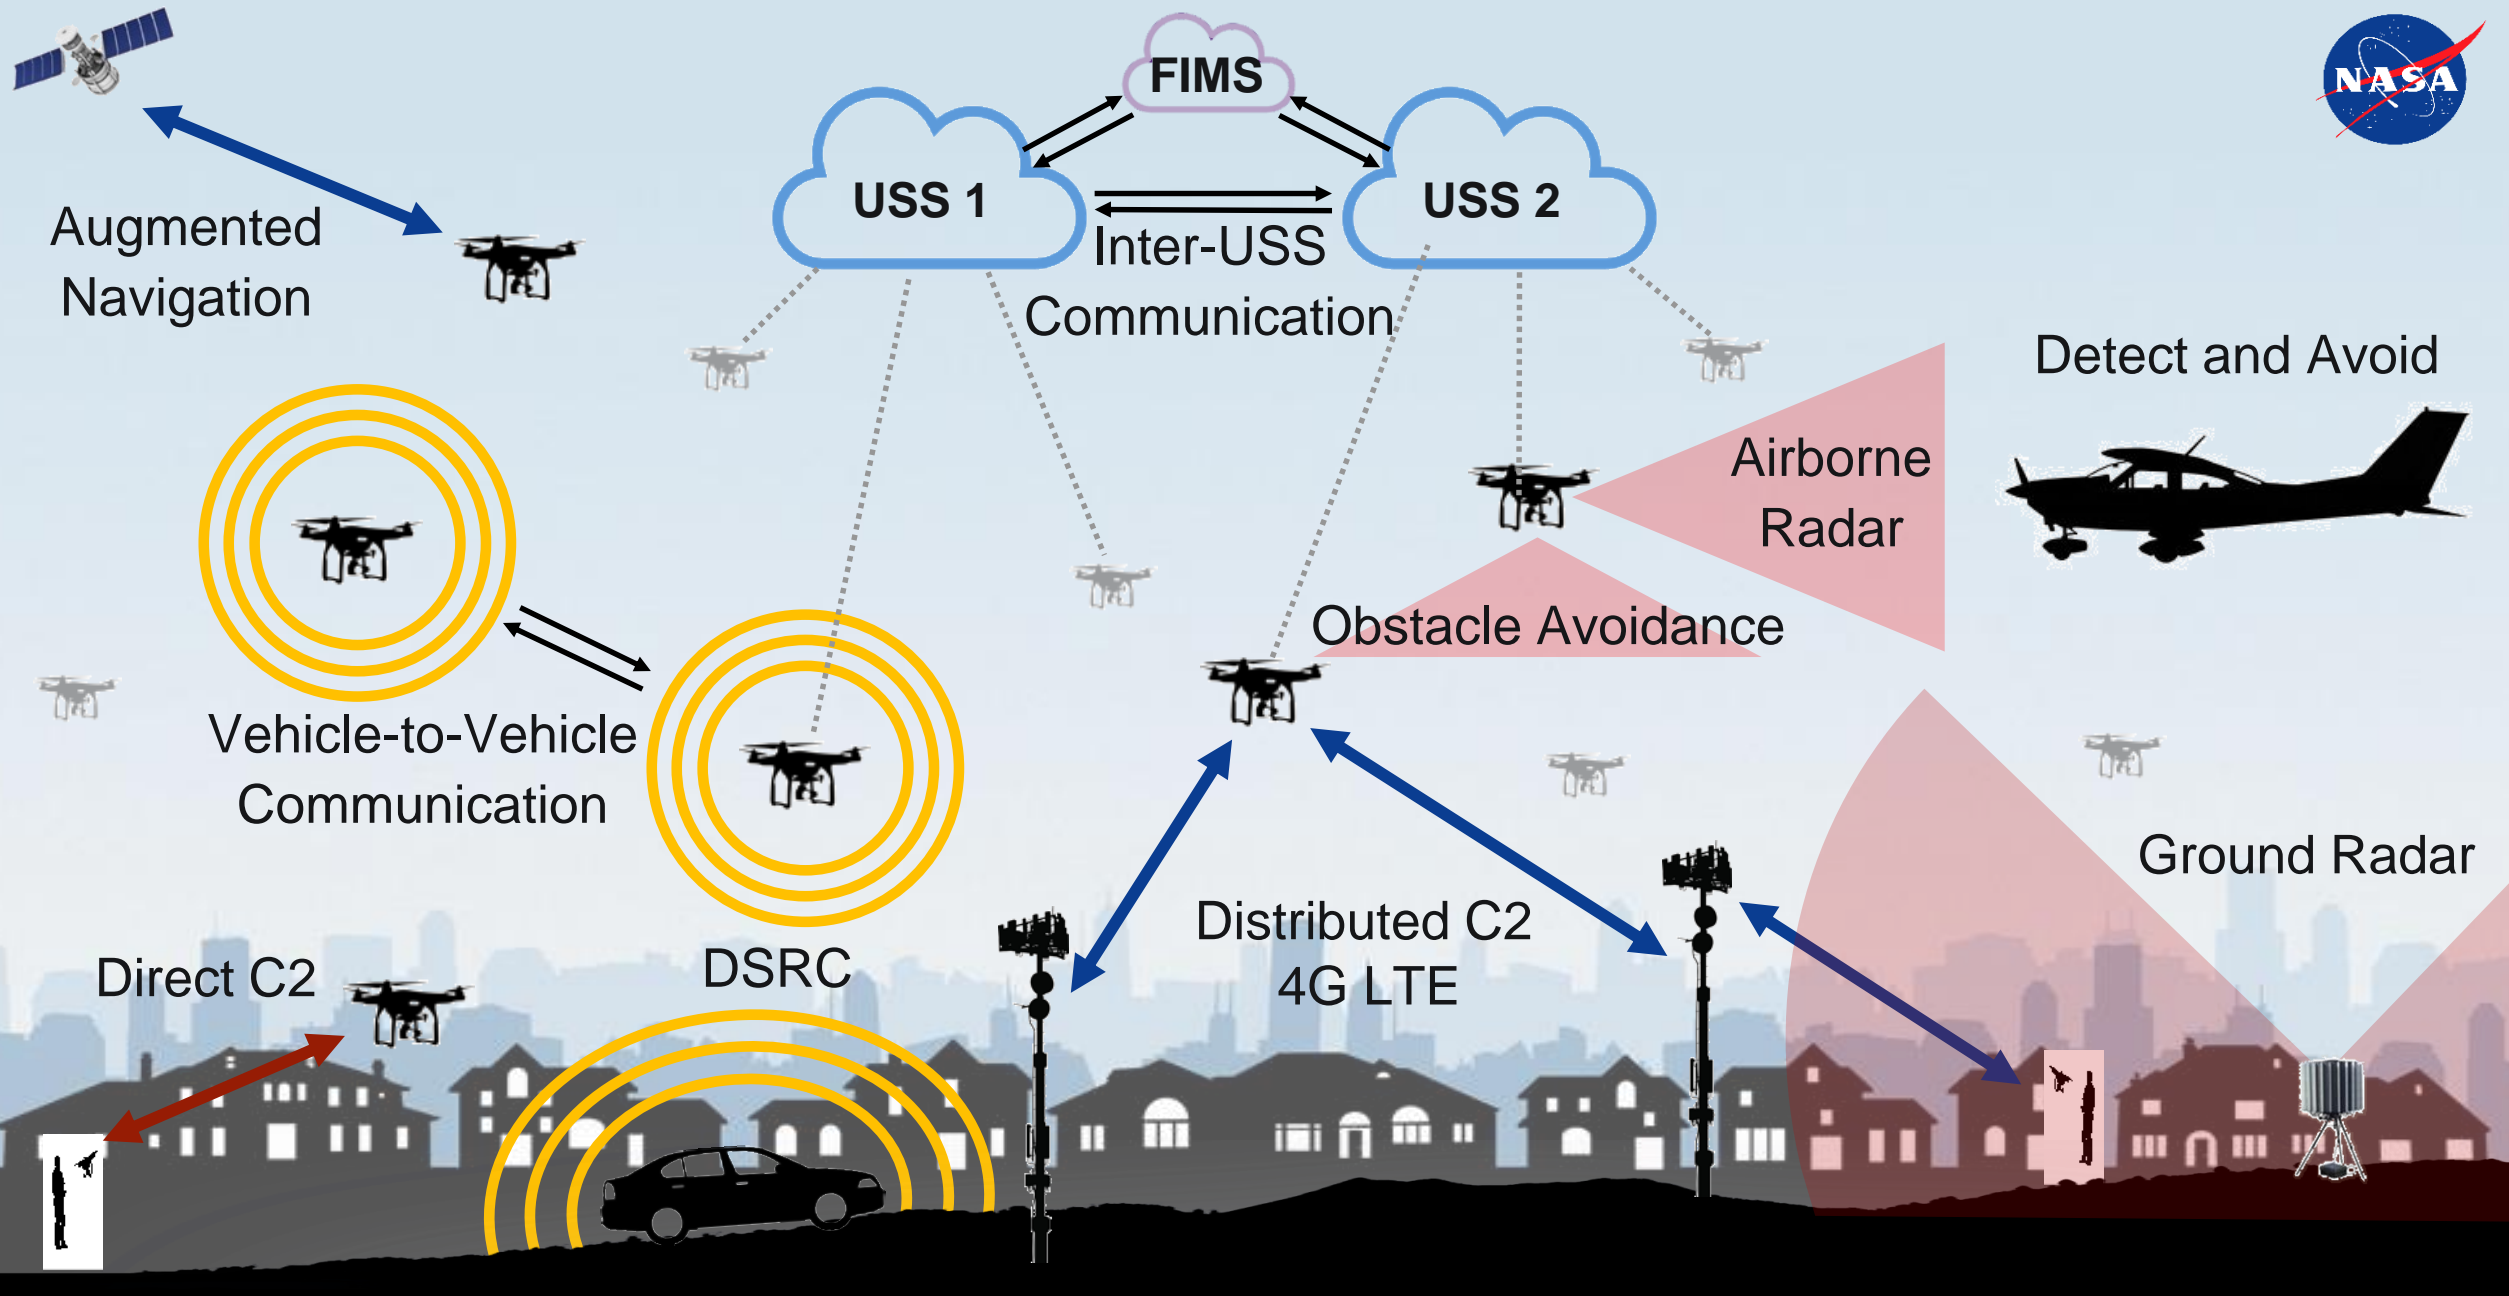 FIMS
NASA
USS 1
USS 2
Augmented
Navigation
Inter-USS
Communication
Detect and Avoid
Airborne
Radar
Obstacle Avoidance
Vehicle-to-Vehicle
Communication
Ground Radar
Distributed C2
4G LTE
DSRC
Direct C2